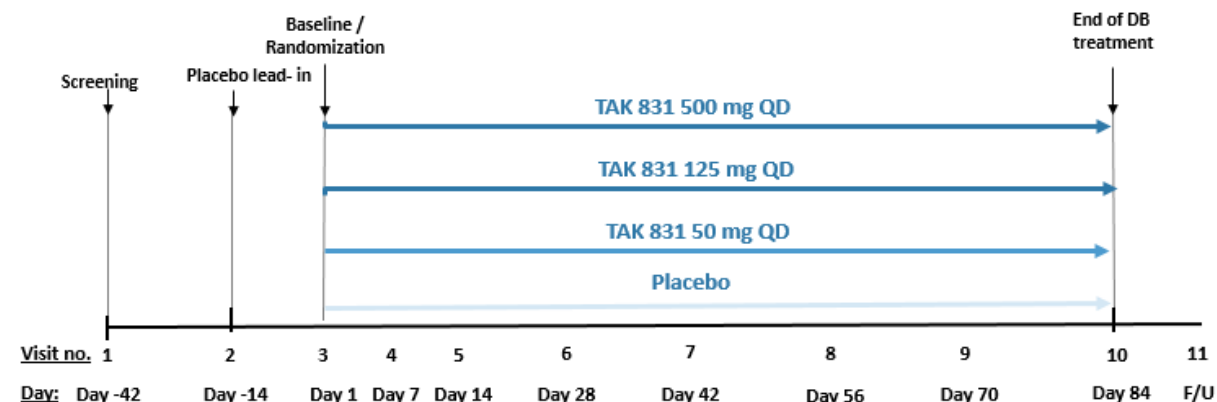 Baseline /
Randomization
End of DB
treatment
Screening
Placebo lead- in
TAK 831 500 mg QD
TAK 831 125 mg QD
TAK 831 50 mg QD
Placebo
Visit no. 1 2 3 4 5 6 7 8 9 10 11
Day: Day -42 Day -14 Day 1 Day 7 Day 14 Day 28 Day 42 Day 56 Day 70 Day 84 F/U